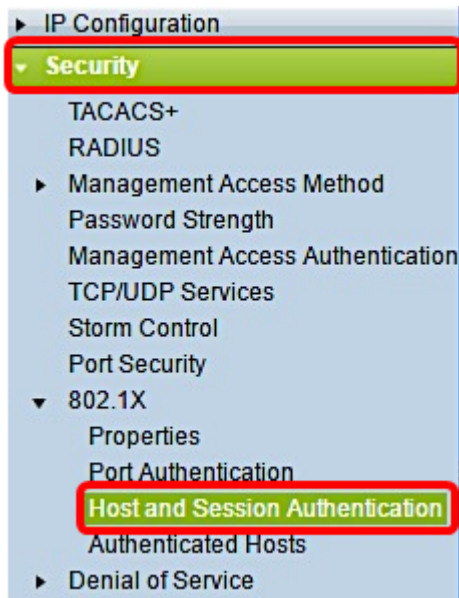 IP Configuration
Security
TACACS+
RADIUS
Management Access Method
Password Strength
Management Access Authentication
TCP/UDP Services
Storm Control
Port Security
802.1X
Properties
Port Authentication
Host and Session Authentication
Authenticated Hosts
Denial of Service